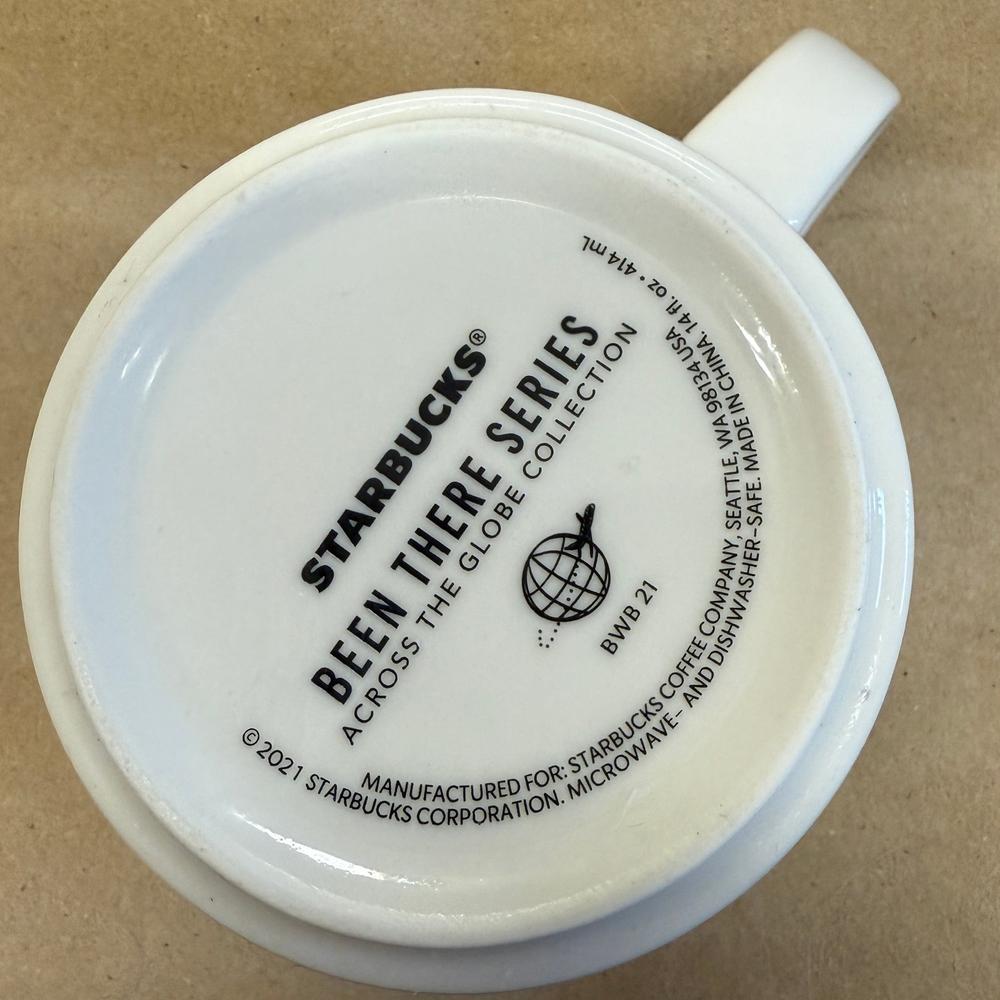 STARBUCKS®
BEEN THERE SERIES
ACROSS THE GLOBE COLLECTION
BWB 21
MANUFACTURED FOR: STARBUCKS COFFEE COMPANY, SEATTLE, WA 98134 USA
© 2021 STARBUCKS CORPORATION. MICROWAVE- AND DISHWASHER-SAFE. MADE IN CHINA. 14 fl. oz • 414 mL